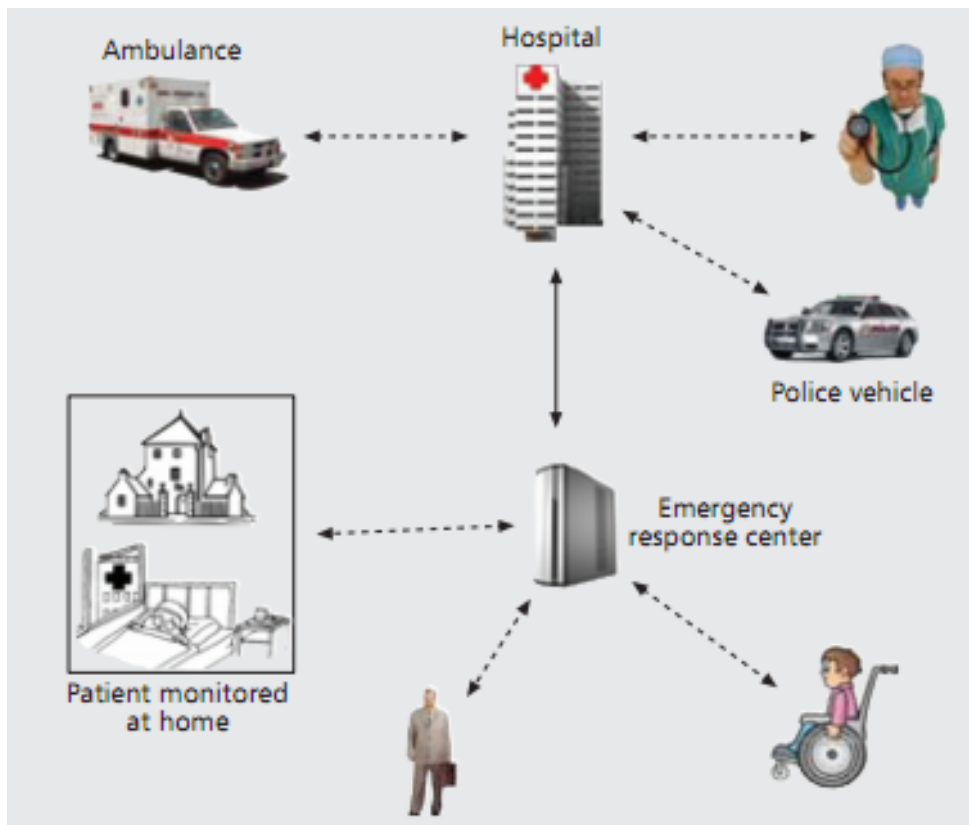 Ambulance
Hospital
Police vehicle
Emergency
response center
Patient monitored
at home